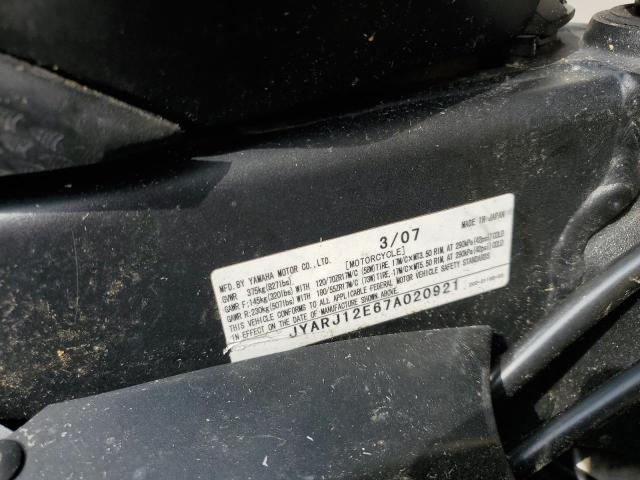 MFD.BY YAMAHA MOTOR CO.,LTD. 3/07 MADE IN JAPAN
GVWR 375kg(827lbs) [MOTORCYCLE]
GAWR F:145kg(320lbs) WITH 120/70ZR17M/C (58W)TIRE, 17M/C×MT3.50 RIM, AT 290kPa(42psi)COLD
GAWR R:230kg(507lbs) WITH 180/55ZR17M/C (73W)TIRE, 17M/C×MT5.50 RIM, AT 290kPa(42psi)COLD
THIS VEHICLE CONFORMS TO ALL APPLICABLE FEDERAL MOTOR VEHICLE SAFETY STANDARDS
IN EFFECT ON THE DATE OF MANUFACTURE SHOWN ABOVE.
JYARJ12E67A020921